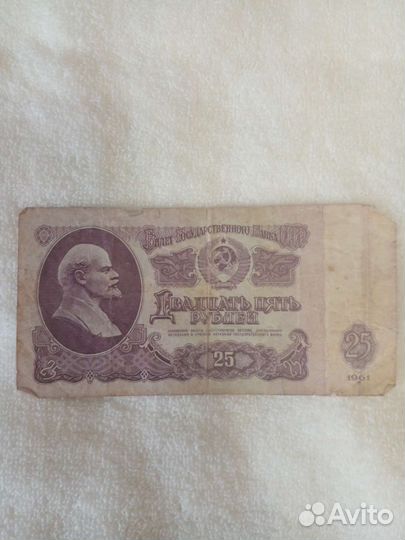 Билет Государственного Банка СССР
Двадцать пять
рублей
25
25
1961
Avito